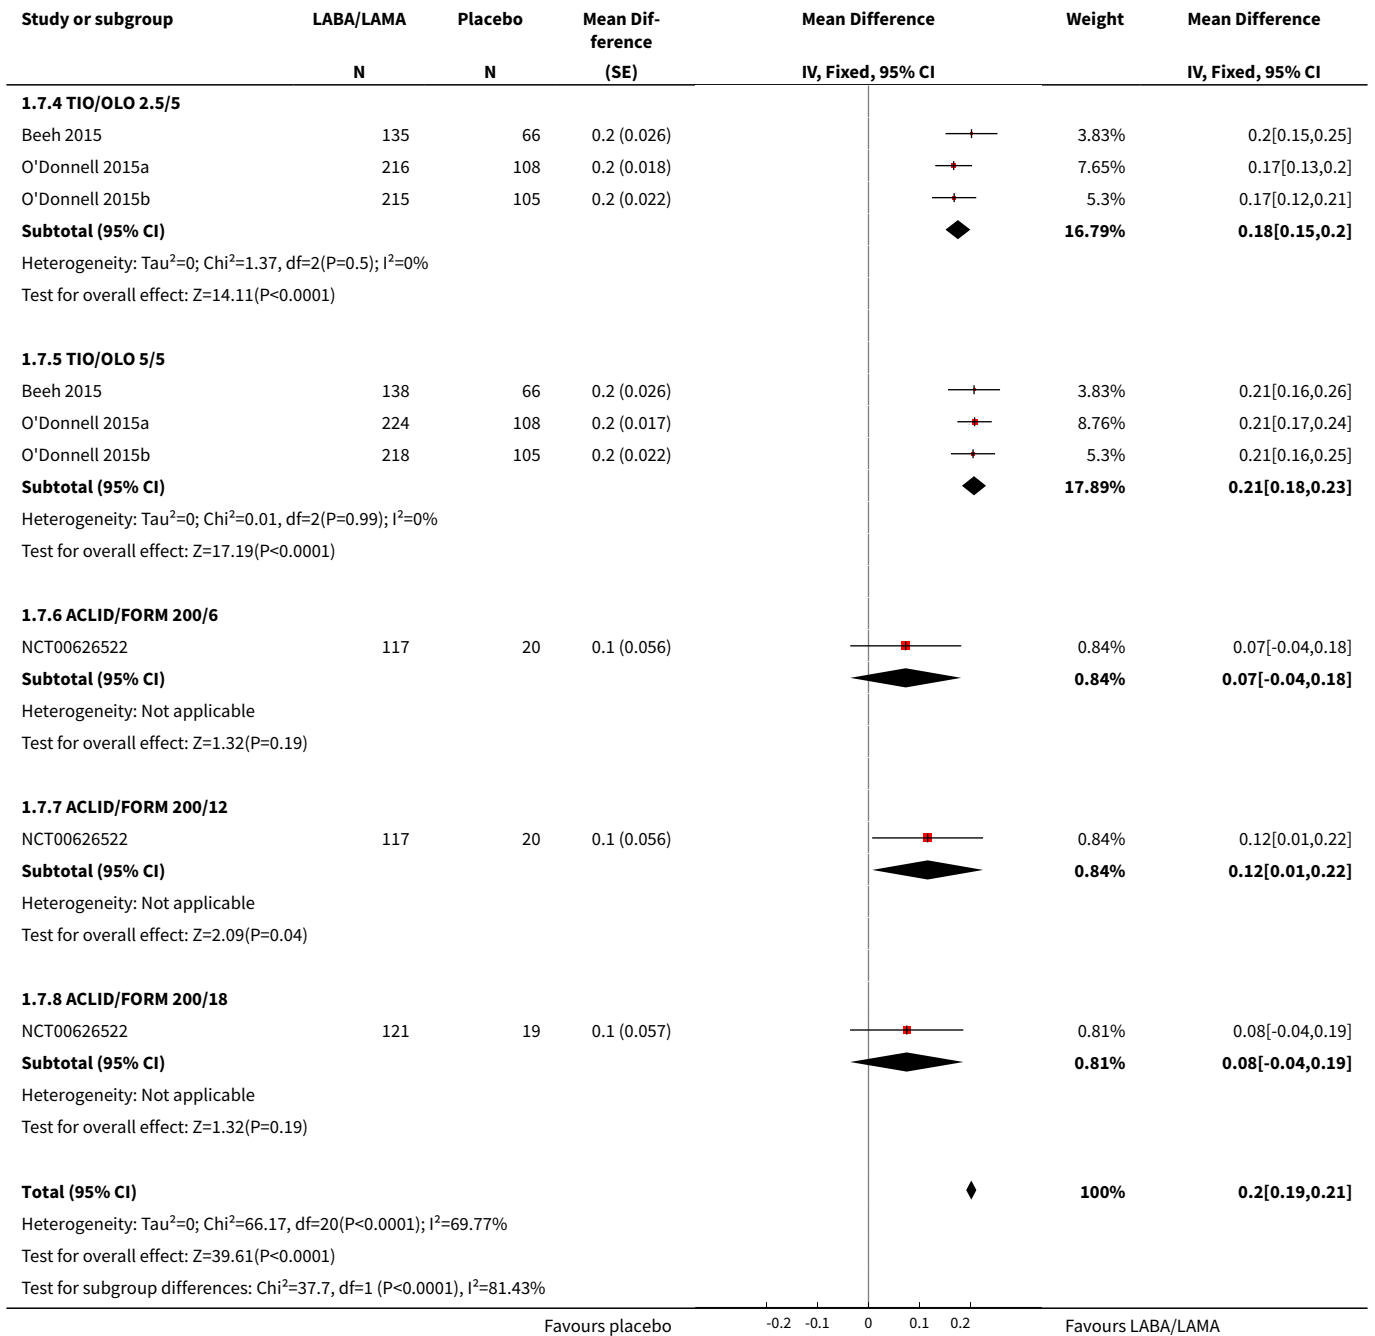 Study or subgroup LABA/LAMA Placebo Mean Dif- Mean Difference Weight Mean Difference
ference
N N (SE) IV, Fixed, 95% CI IV, Fixed, 95% CI
1.7.4 TIO/OLO 2.5/5
Beeh 2015 135 66 0.2 (0.026) 3.83% 0.2[0.15,0.25]
O'Donnell 2015a 216 108 0.2 (0.018) 7.65% 0.17[0.13,0.2]
O'Donnell 2015b 215 105 0.2 (0.022) 5.3% 0.17[0.12,0.21]
Subtotal (95% CI) 16.79% 0.18[0.15,0.2]
Heterogeneity: Tau²=0; Chi²=1.37, df=2(P=0.5); I²=0%
Test for overall effect: Z=14.11(P<0.0001)
1.7.5 TIO/OLO 5/5
Beeh 2015 138 66 0.2 (0.026) 3.83% 0.21[0.16,0.26]
O'Donnell 2015a 224 108 0.2 (0.017) 8.76% 0.21[0.17,0.24]
O'Donnell 2015b 218 105 0.2 (0.022) 5.3% 0.21[0.16,0.25]
Subtotal (95% CI) 17.89% 0.21[0.18,0.23]
Heterogeneity: Tau²=0; Chi²=0.01, df=2(P=0.99); I²=0%
Test for overall effect: Z=17.19(P<0.0001)
1.7.6 ACLID/FORM 200/6
NCT00626522 117 20 0.1 (0.056) 0.84% 0.07[-0.04,0.18]
Subtotal (95% CI) 0.84% 0.07[-0.04,0.18]
Heterogeneity: Not applicable
Test for overall effect: Z=1.32(P=0.19)
1.7.7 ACLID/FORM 200/12
NCT00626522 117 20 0.1 (0.056) 0.84% 0.12[0.01,0.22]
Subtotal (95% CI) 0.84% 0.12[0.01,0.22]
Heterogeneity: Not applicable
Test for overall effect: Z=2.09(P=0.04)
1.7.8 ACLID/FORM 200/18
NCT00626522 121 19 0.1 (0.057) 0.81% 0.08[-0.04,0.19]
Subtotal (95% CI) 0.81% 0.08[-0.04,0.19]
Heterogeneity: Not applicable
Test for overall effect: Z=1.32(P=0.19)
Total (95% CI) 100% 0.2[0.19,0.21]
Heterogeneity: Tau²=0; Chi²=66.17, df=20(P<0.0001); I²=69.77%
Test for overall effect: Z=39.61(P<0.0001)
Test for subgroup differences: Chi²=37.7, df=1 (P<0.0001), I²=81.43%
Favours placebo -0.2 -0.1 0 0.1 0.2 Favours LABA/LAMA